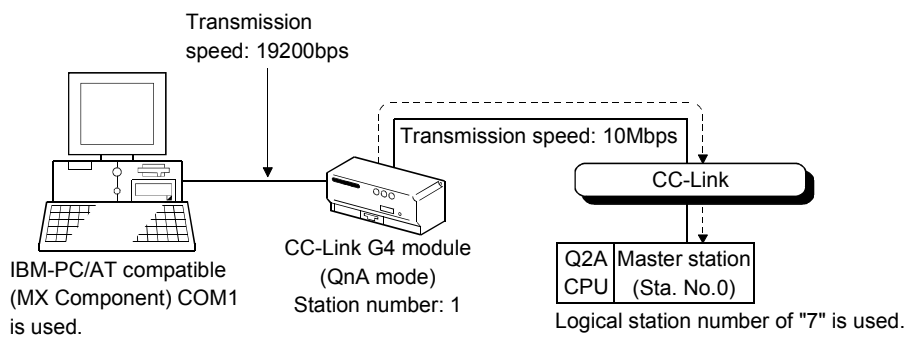 Transmission
speed: 19200bps
Transmission speed: 10Mbps
CC-Link
IBM-PC/AT compatible
(MX Component) COM1
is used.
CC-Link G4 module
(QnA mode)
Station number: 1
Q2A
CPU
Master station
(Sta. No.0)
Logical station number of "7" is used.